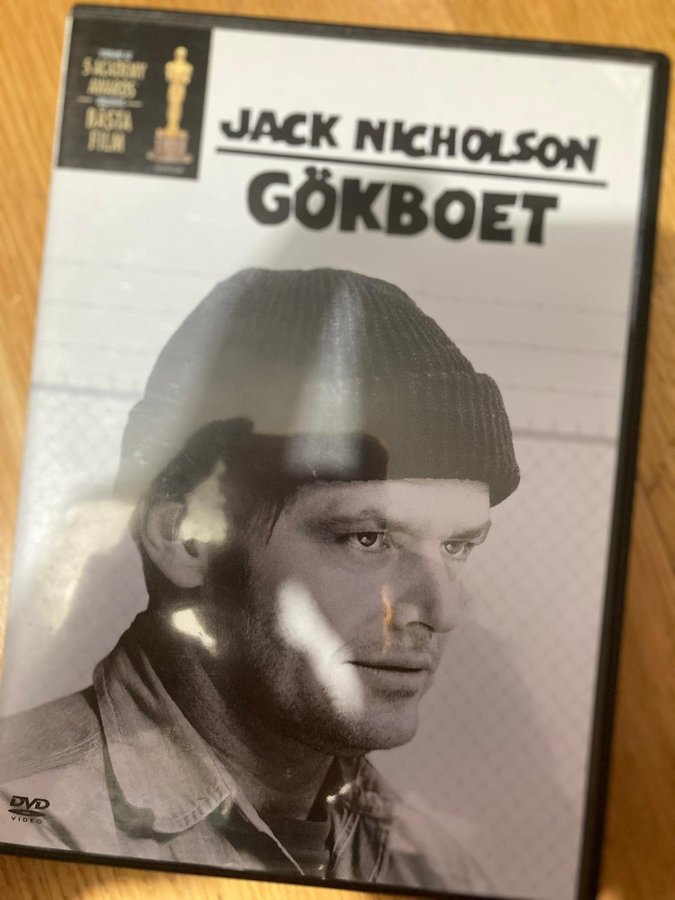 5 ACADEMY
AWARDS
BÄSTA
FILM
JACK NICHOLSON
GÖKBOET
DVD
VIDEO